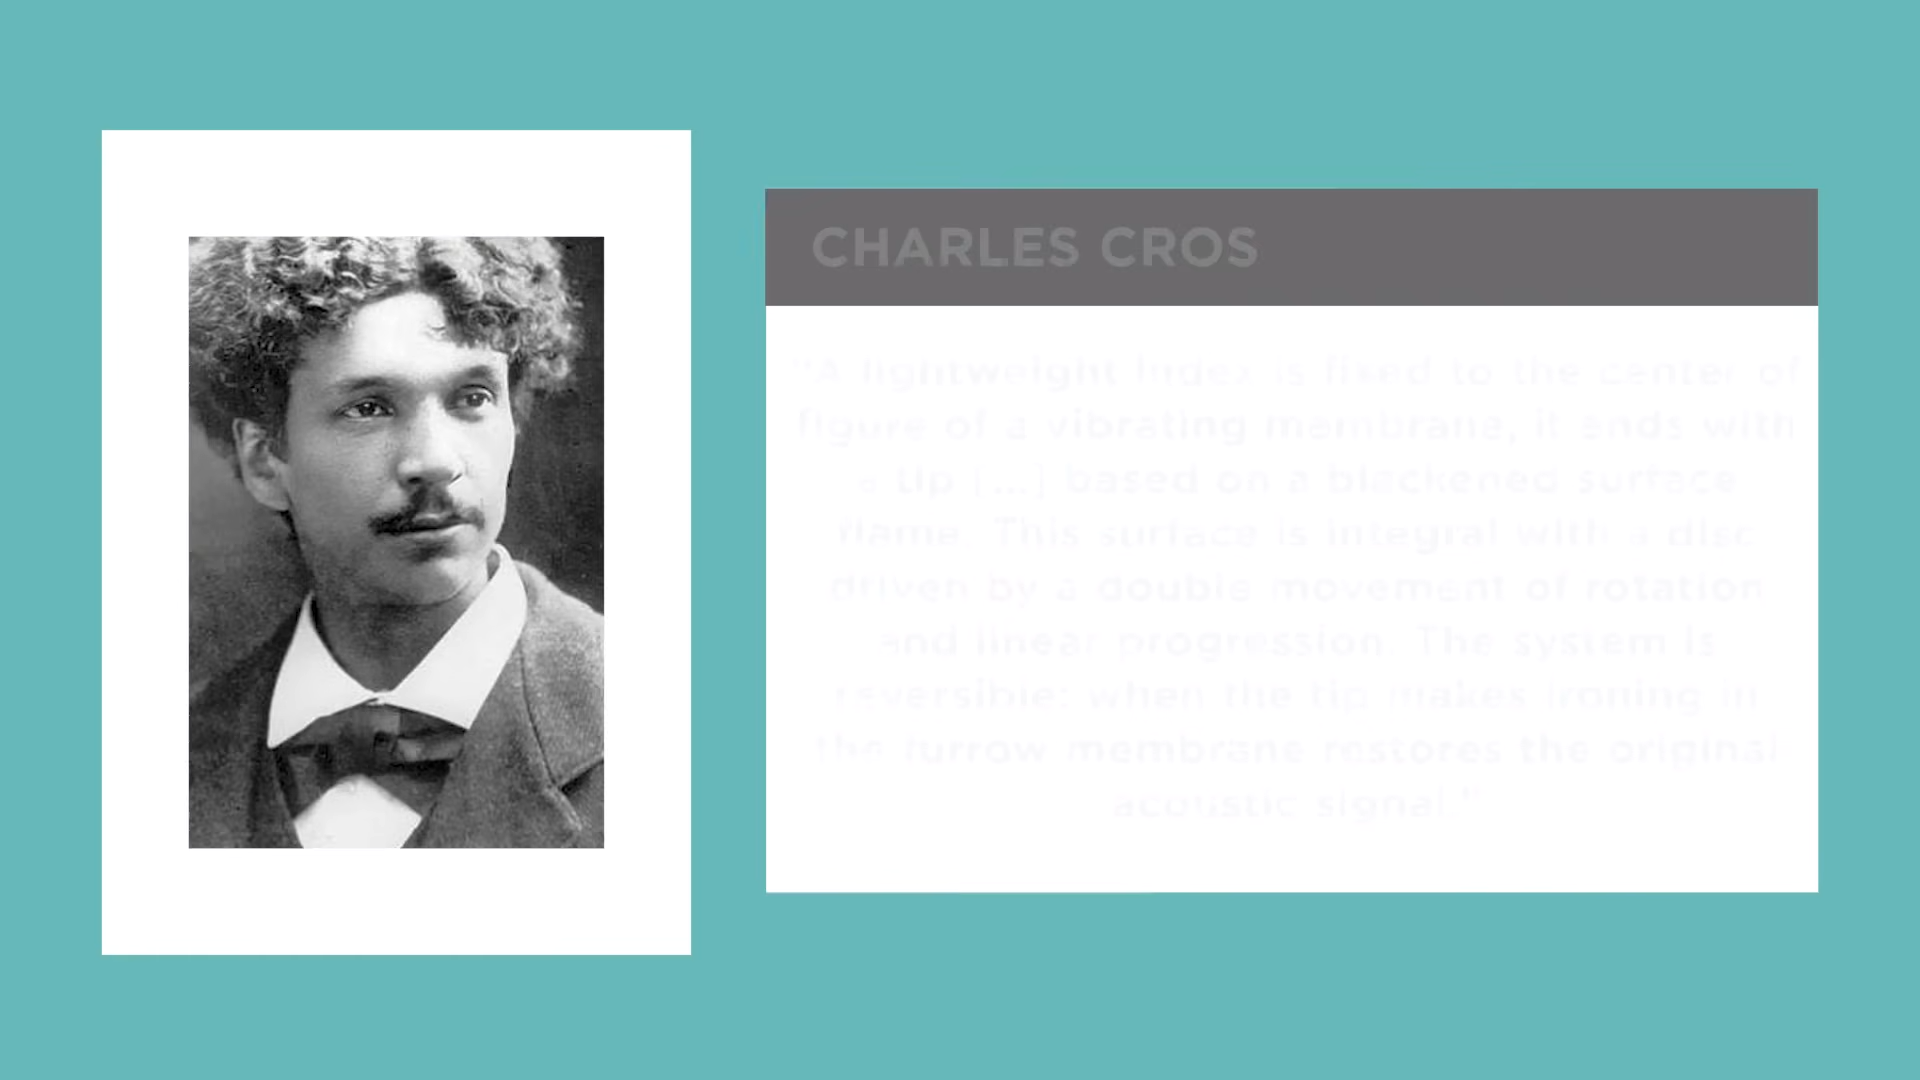 CHARLES CROS
"A lightweight index is fixed to the center of
figure of a vibrating membrane, it ends with
a tip [...] based on a blackened surface
flame. This surface is integral with a disc
driven by a double movement of rotation
and linear progression. The system is
reversible: when the tip makes ironing in
the furrow membrane restores the original
acoustic signal."